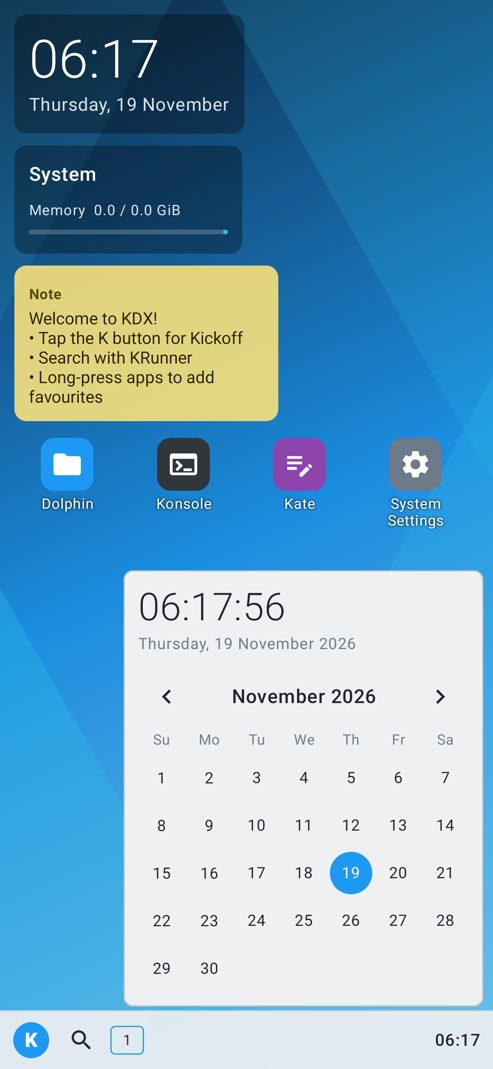 06:17
Thursday, 19 November
System
Memory 0.0 / 0.0 GiB
Note
Welcome to KDX!
• Tap the K button for Kickoff
• Search with KRunner
• Long-press apps to add
favourites
Dolphin
Konsole
Kate
System
Settings
06:17:56
Thursday, 19 November 2026
November 2026
Su Mo Tu We Th Fr Sa
1 2 3 4 5 6 7
8 9 10 11 12 13 14
15 16 17 18 19 20 21
22 23 24 25 26 27 28
29 30
K 1 06:17